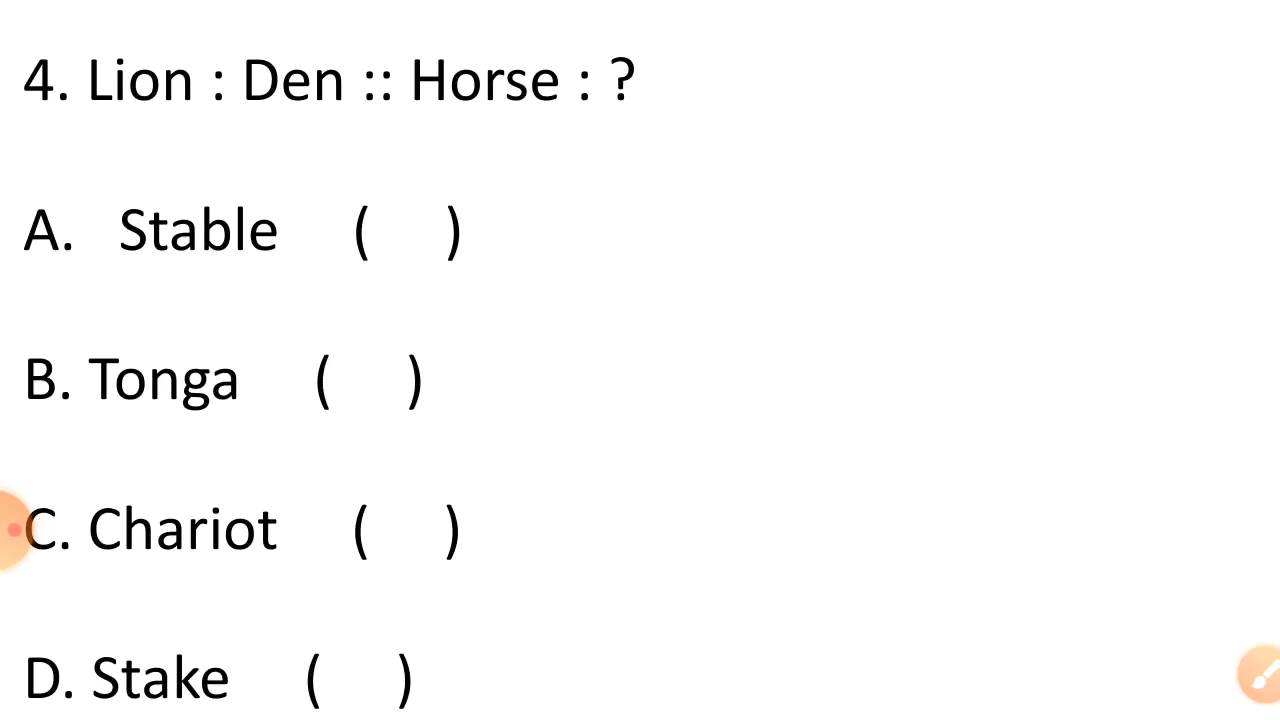 4. Lion : Den :: Horse : ?
A. Stable ( )
B. Tonga ( )
C. Chariot ( )
D. Stake ( )